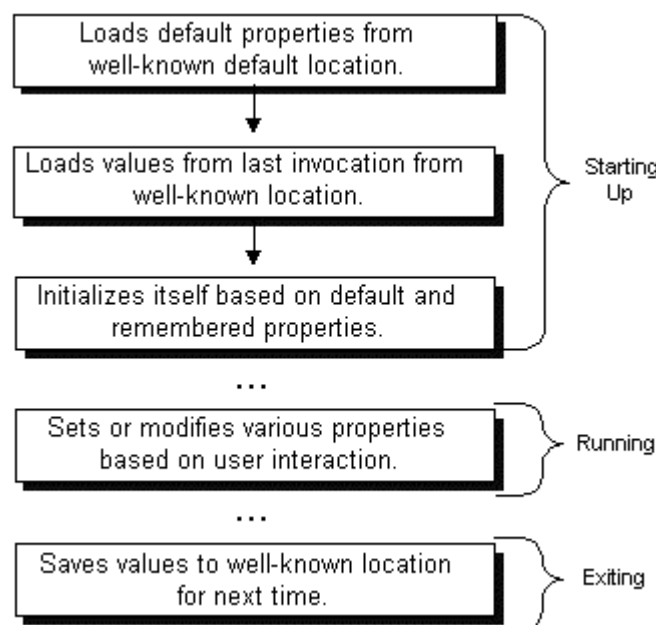 Loads default properties from
well-known default location.
Loads values from last invocation from
well-known location.
Starting
Up
Initializes itself based on default and
remembered properties.
...
Sets or modifies various properties
based on user interaction.
Running
...
Saves values to well-known location
for next time.
Exiting